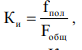 Kи = fпол / Fобщ ,